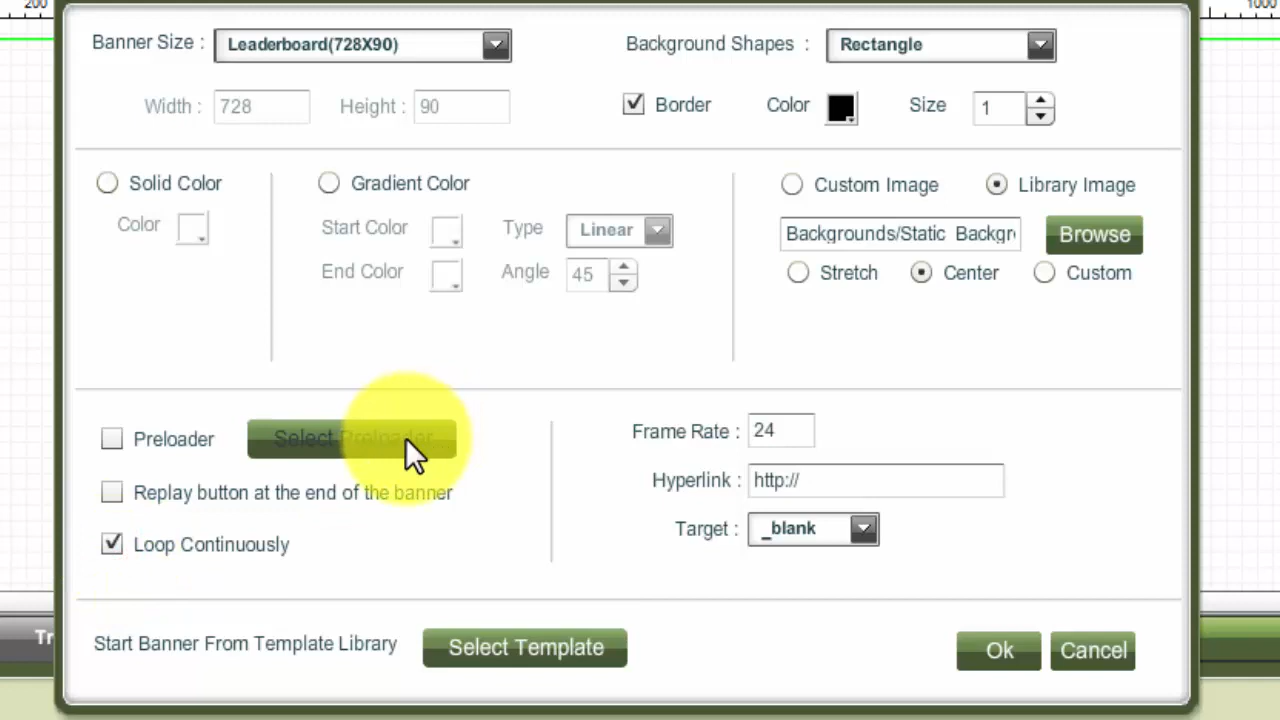 200
1000
Banner Size : Leaderboard(728X90) Background Shapes : Rectangle
Width : 728 Height : 90 Border Color Size 1
Solid Color Gradient Color Custom Image Library Image
Color Start Color Type Linear Backgrounds/Static Backgr Browse
End Color Angle 45 Stretch Center Custom
Preloader Select Preloader Frame Rate : 24
Replay button at the end of the banner Hyperlink : http://
Loop Continuously Target : _blank
Start Banner From Template Library Select Template Ok Cancel